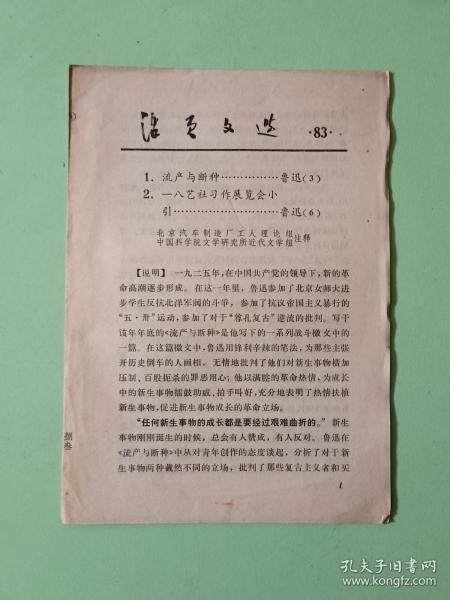 活页文选 ·83·
1. 流产与断种……………鲁迅(3)
2. 一八艺社习作展览会小
引……………………鲁迅(6)
北京汽车制造厂工人理论组
中国科学院文学研究所近代文学组 注释
【说明】 一九二五年,在中国共产党的领导下,新的革
命高潮逐步形成。在这一年里,鲁迅参加了北京女师大进
步学生反抗北洋军阀的斗争,参加了抗议帝国主义暴行的
“五·卅”运动,参加了对于“尊孔复古”逆流的批判。写于
该年年底的《流产与断种》是他写下的一系列战斗檄文中的
一篇。在这篇檄文中,鲁迅用锋利辛辣的笔法,为那些主张
开历史倒车的人画相,无情地批判了他们对新生事物横加
压制、百般扼杀的罪恶用心;他以满腔的革命热情,为成长
中的新生事物擂鼓助威、拍手叫好,充分地表明了热情扶植
新生事物,促进新生事物成长的革命立场。
“任何新生事物的成长都是要经过艰难曲折的。”新生
事物刚刚诞生的时候,总会有人赞成,有人反对。鲁迅在
《流产与断种》中从对青年创作的态度谈起,分析了对于新
生事物两种截然不同的立场,批判了那些复古主义者和买
1
捌叁
孔夫子旧书网
www.kongfz.com